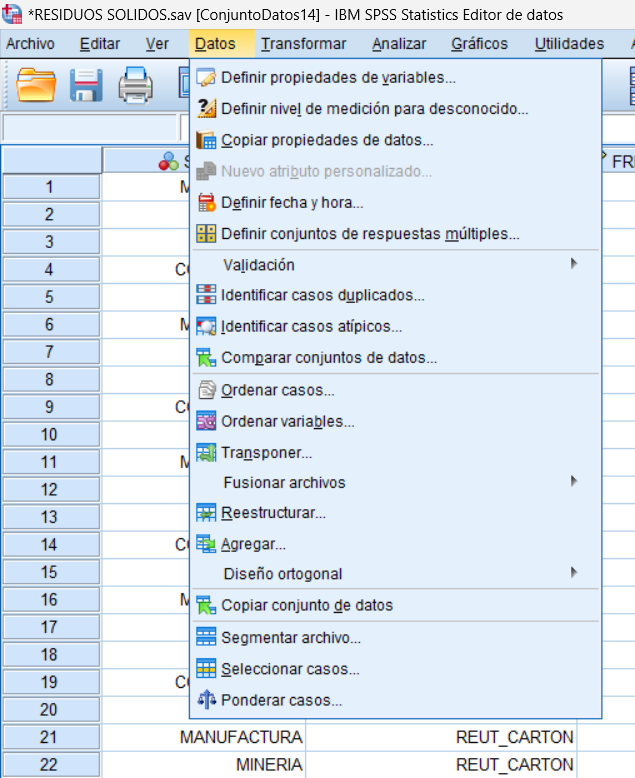 *RESIDUOS SOLIDOS.sav [ConjuntoDatos14] - IBM SPSS Statistics Editor de datos
Archivo Editar Ver Datos Transformar Analizar Gráficos Utilidades
Definir propiedades de variables...
Definir nivel de medición para desconocido...
Copiar propiedades de datos...
Nuevo atributo personalizado...
Definir fecha y hora...
Definir conjuntos de respuestas múltiples...
Validación
Identificar casos duplicados...
Identificar casos atípicos...
Comparar conjuntos de datos...
Ordenar casos...
Ordenar variables...
Transponer...
Fusionar archivos
Reestructurar...
Agregar...
Diseño ortogonal
Copiar conjunto de datos
Segmentar archivo...
Seleccionar casos...
Ponderar casos...
1
2
3
4
5
6
7
8
9
10
11
12
13
14
15
16
17
18
19
20
21 MANUFACTURA REUT_CARTON
22 MINERIA REUT_CARTON